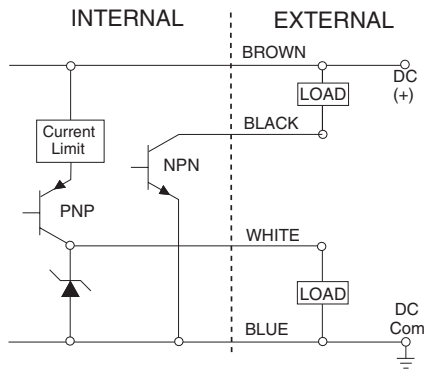 INTERNAL
EXTERNAL
BROWN
DC
(+)
LOAD
BLACK
Current
Limit
NPN
PNP
WHITE
LOAD
DC
Com
BLUE